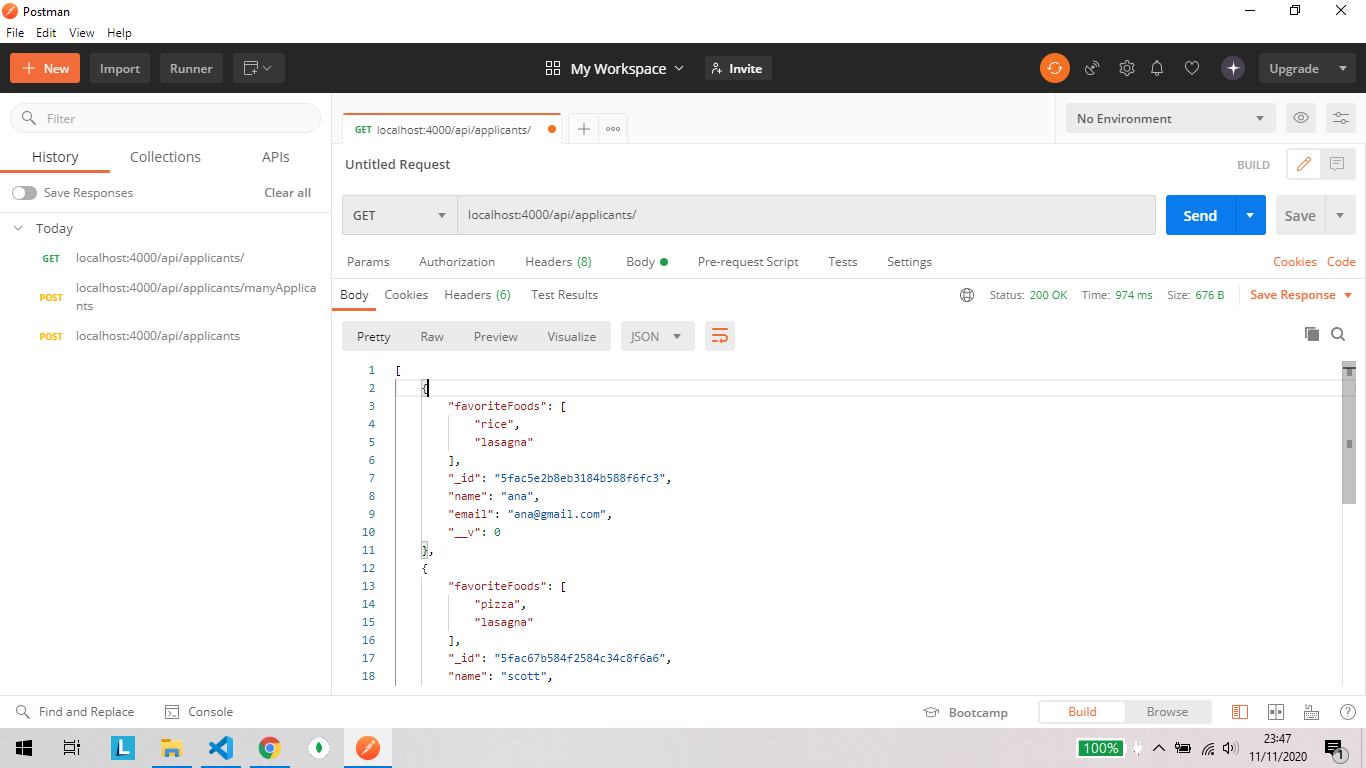 Postman
File Edit View Help
New Import Runner My Workspace Invite Upgrade
Filter
History Collections APIs
Save Responses Clear all
Today
GET localhost:4000/api/applicants/
POST localhost:4000/api/applicants/manyApplica
nts
POST localhost:4000/api/applicants
GET localhost:4000/api/applicants/
No Environment
Untitled Request
BUILD
GET localhost:4000/api/applicants/ Send Save
Params Authorization Headers (8) Body Pre-request Script Tests Settings Cookies Code
Body Cookies Headers (6) Test Results Status: 200 OK Time: 974 ms Size: 676 B Save Response
Pretty Raw Preview Visualize JSON
1 [
2 {
3 "favoriteFoods": [
4 "rice",
5 "lasagna"
6 ],
7 "_id": "5fac5e2b8eb3184b588f6fc3",
8 "name": "ana",
9 "email": "ana@gmail.com",
10 "__v": 0
11 },
12 {
13 "favoriteFoods": [
14 "pizza",
15 "lasagna"
16 ],
17 "_id": "5fac67b584f2584c34c8f6a6",
18 "name": "scott",
Find and Replace Console Bootcamp Build Browse
L 100% 23:47
11/11/2020
1